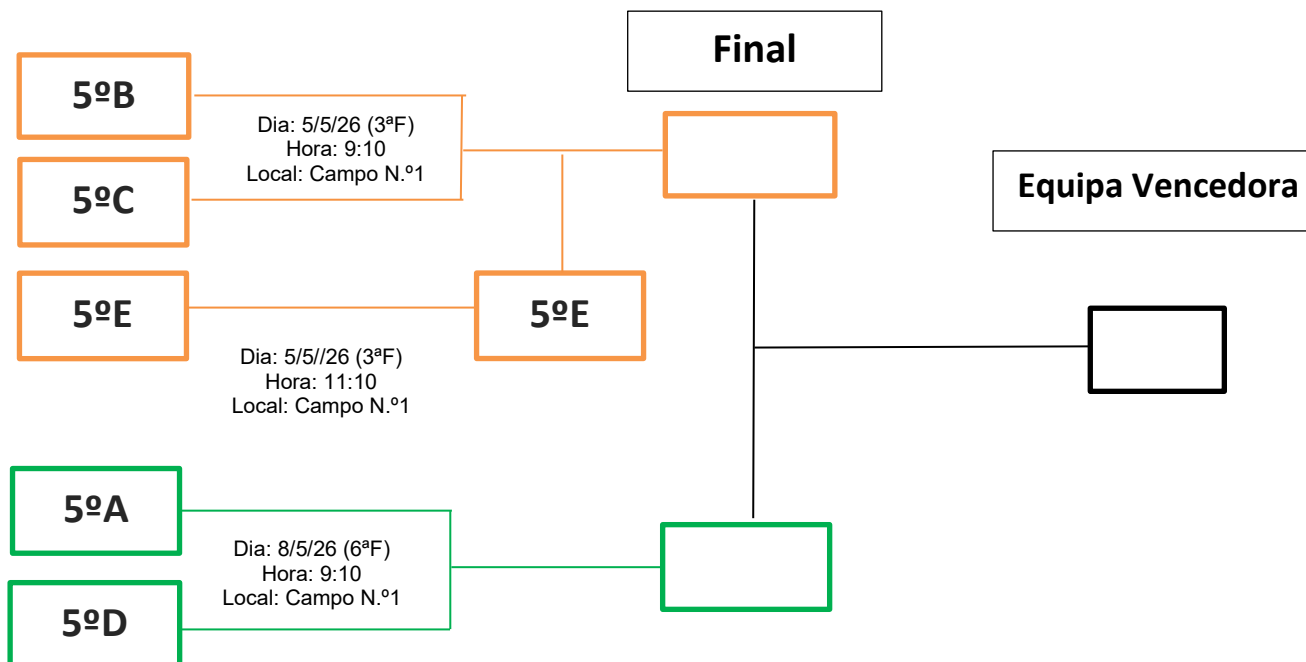 Final
5ºB
Dia: 5/5/26 (3ªF)
Hora: 9:10
Local: Campo N.º1
5ºC
Equipa Vencedora
5ºE
5ºE
Dia: 5/5//26 (3ªF)
Hora: 11:10
Local: Campo N.º1
5ºA
Dia: 8/5/26 (6ªF)
Hora: 9:10
Local: Campo N.º1
5ºD